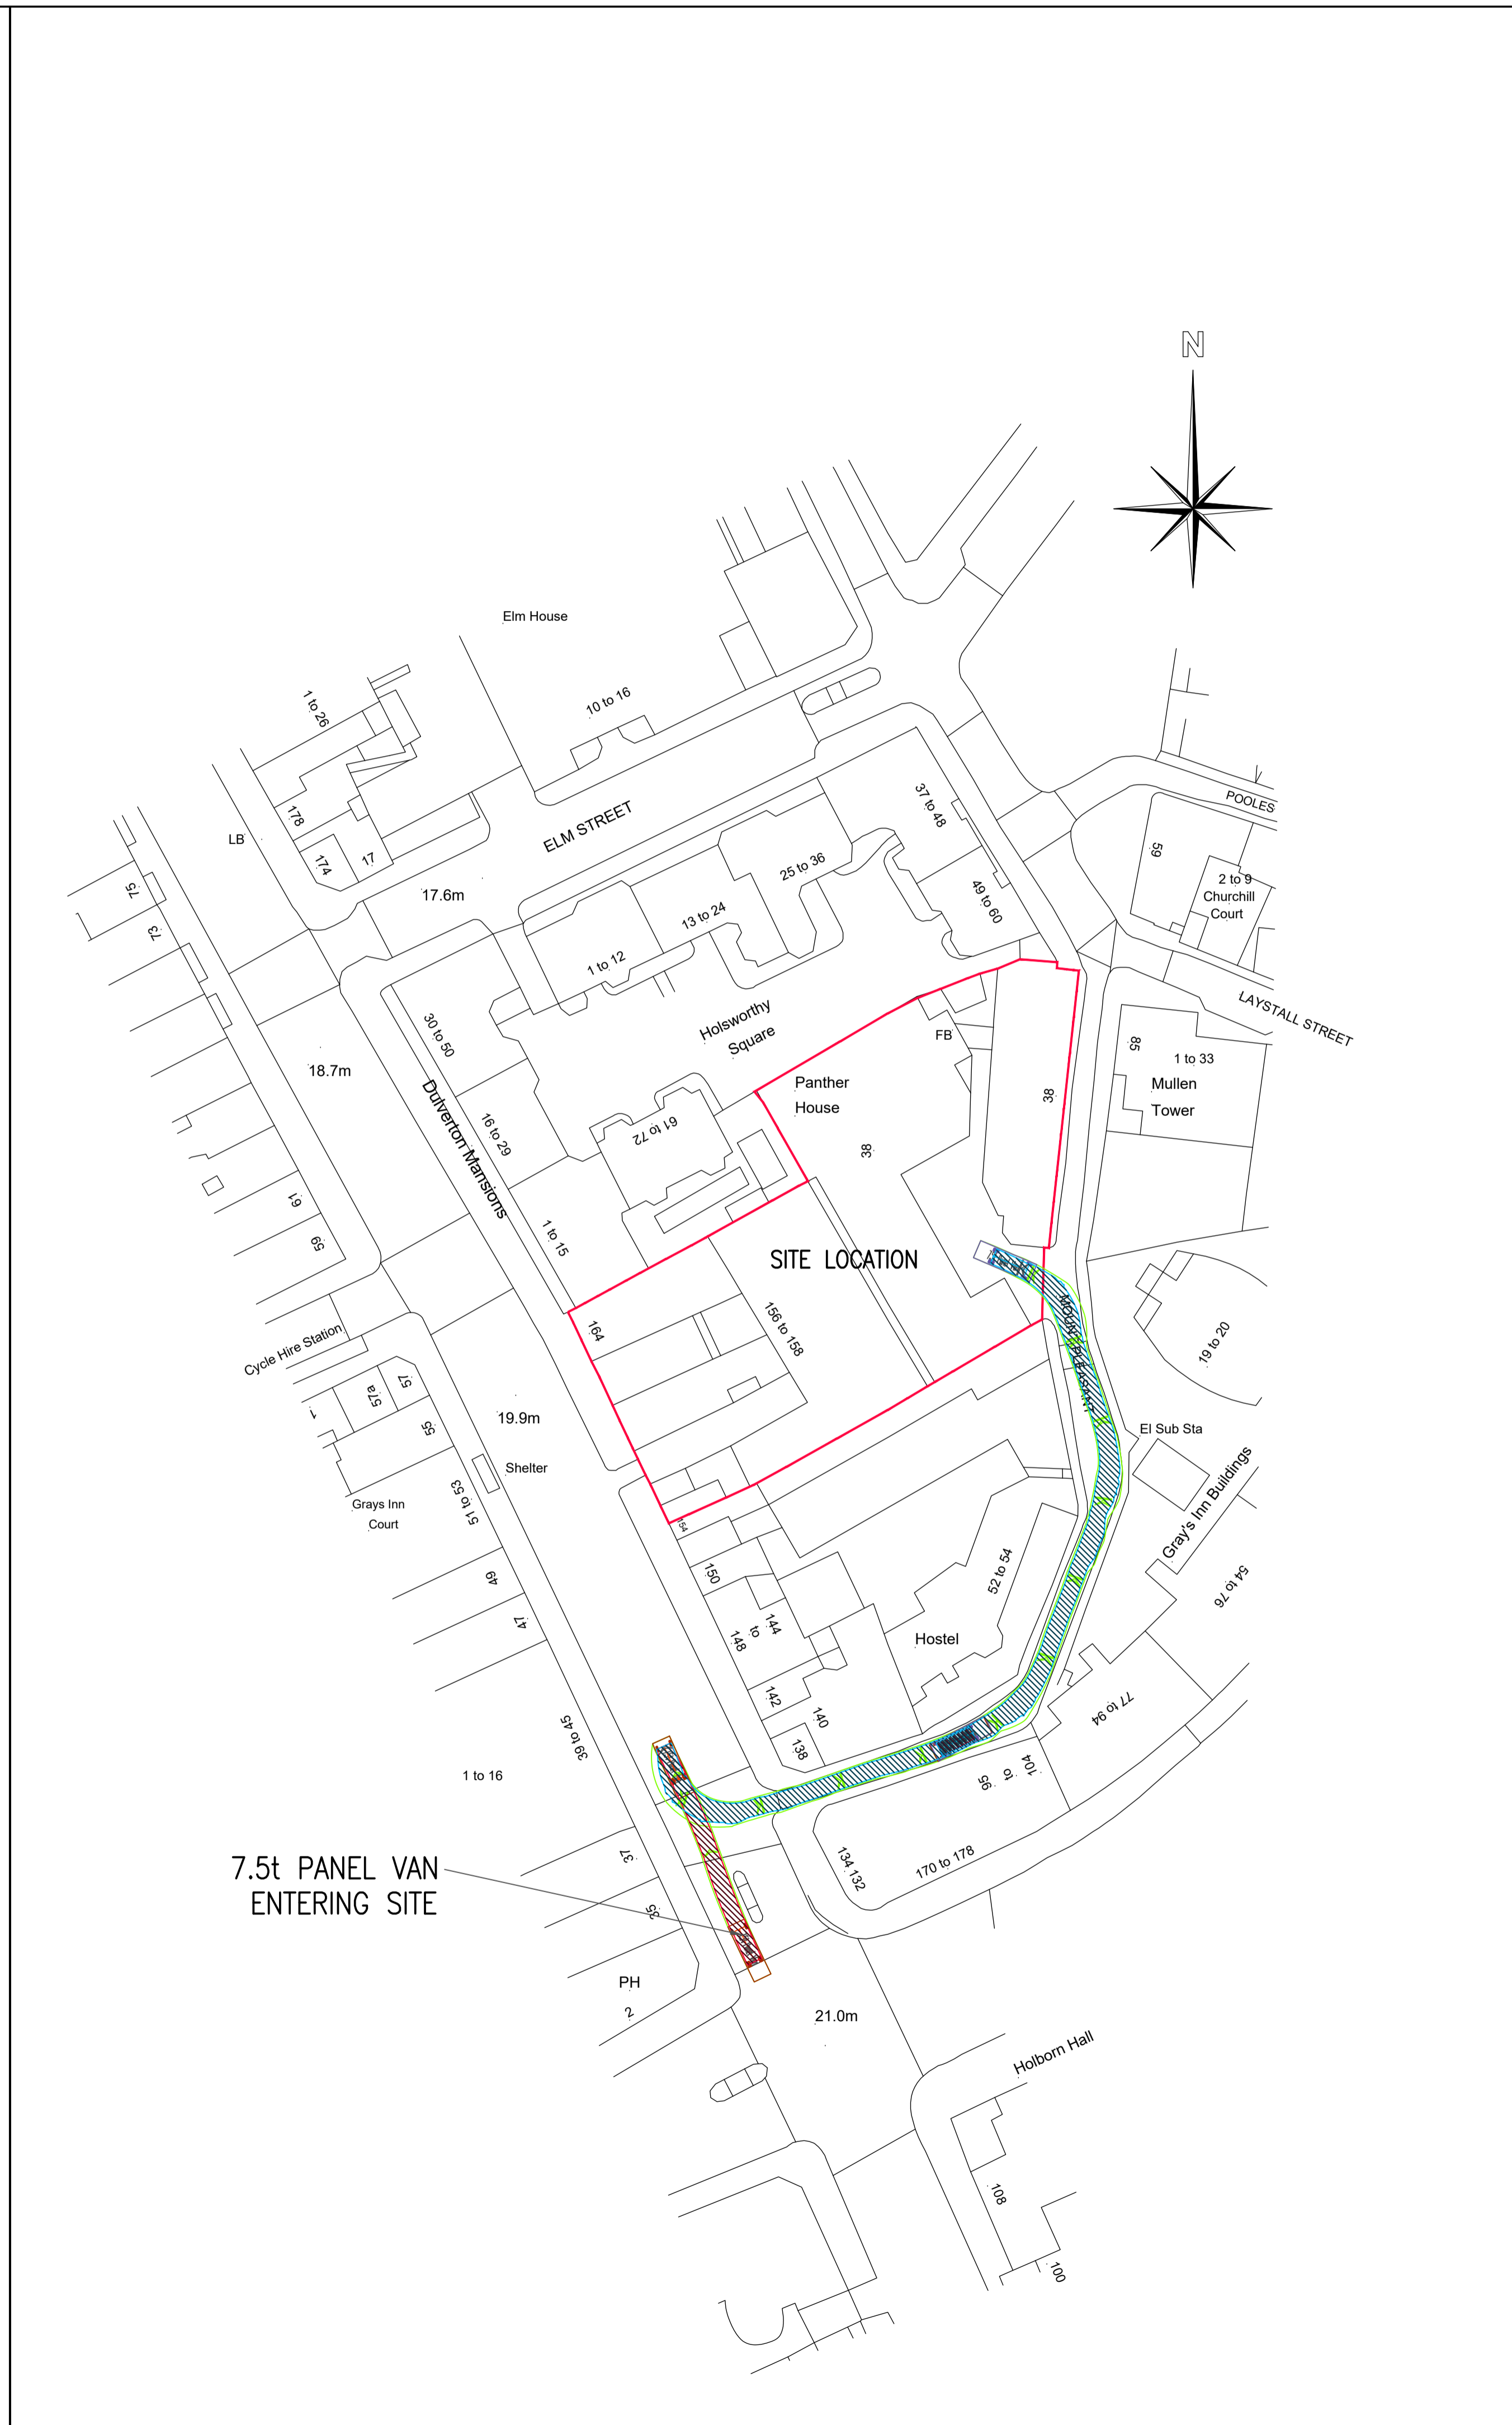 N
Elm House
1 to 26
10 to 16
ELM STREET
178
174
17
LB
17.6m
37 to 48
25 to 36
49 to 60
13 to 24
1 to 12
POOLES
59
2 to 9
Churchill
Court
LAYSTALL STREET
75
73
30 to 50
18.7m
Holsworthy
Square
FB
85
1 to 33
Mullen
Tower
Panther
House
38
38
Dulverton Mansions
16 to 29
61 to 72
61
59
1 to 15
SITE LOCATION
164
156 to 158
MOUNT PLEASANT
19 to 20
Cycle Hire Station
57
57a
1
55
19.9m
Shelter
El Sub Sta
Gray's Inn Buildings
51 to 53
Grays Inn
Court
154
150
52 to 54
54 to 76
49
47
144
to
148
Hostel
142
140
138
77 to 94
39 to 45
1 to 16
104
to
95
7.5t PANEL VAN
ENTERING SITE
37
35
134
132
170 to 178
PH
2
21.0m
Holborn Hall
108
100